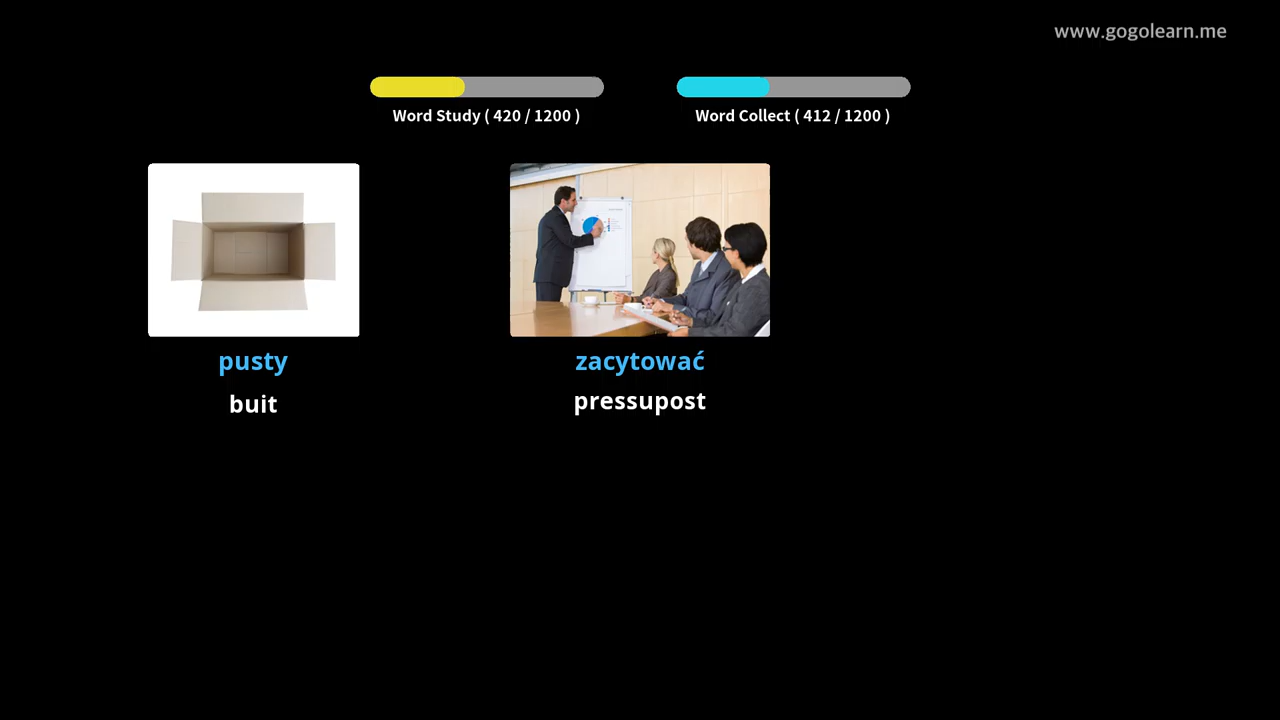 www.gogolearn.me
Word Study ( 420 / 1200 )
Word Collect ( 412 / 1200 )
pusty
buit
zacytować
pressupost